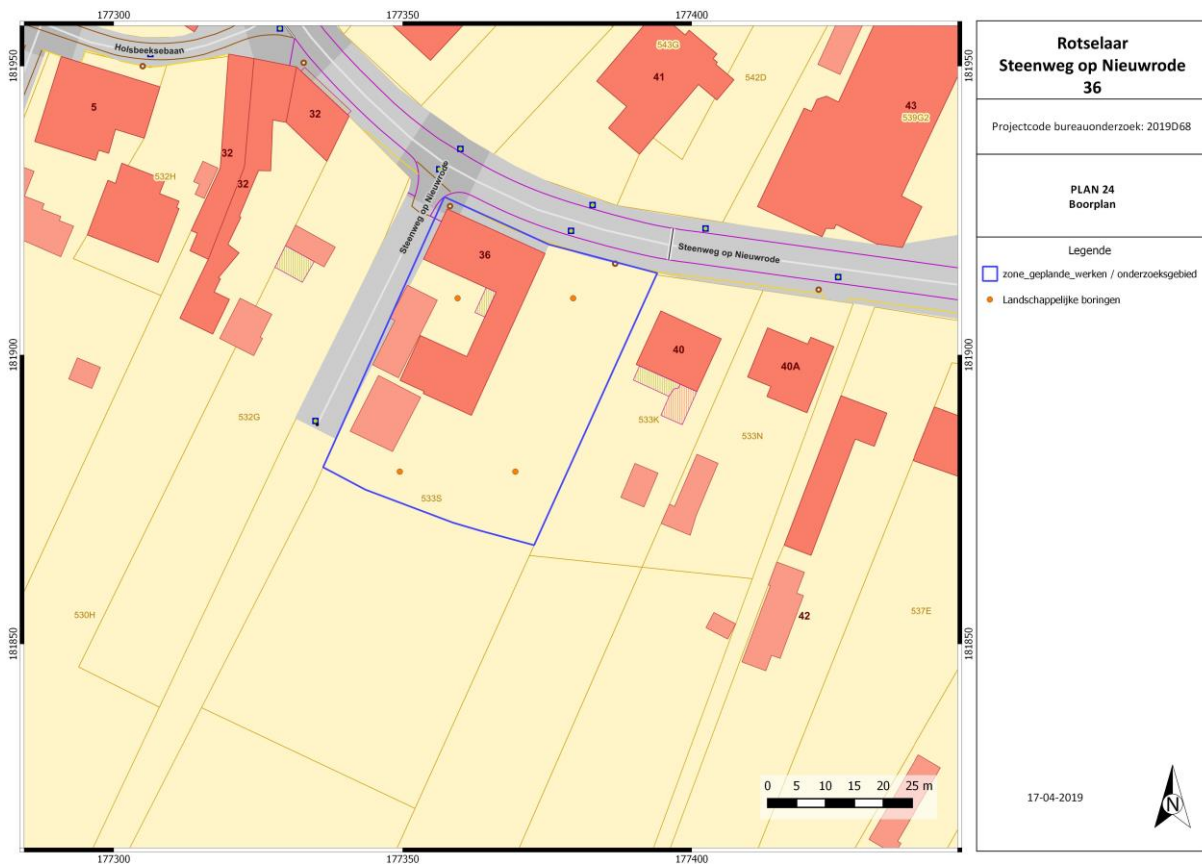 177300
177350
177400
181950
181950
Holsbeeksebaan
543G
542D
41
5
32
32
32
43
539G2
532H
Steenweg op Nieuwrode
Steenweg op Nieuwrode
36
181900
181900
40
40A
532G
533K
533N
533S
530H
42
537E
181850
181850
0 5 10 15 20 25 m
177300
177350
177400
Rotselaar
Steenweg op Nieuwrode
36
Projectcode bureauonderzoek: 2019D68
PLAN 24
Boorplan
Legende
zone_geplande_werken / onderzoeksgebied
Landschappelijke boringen
17-04-2019
N